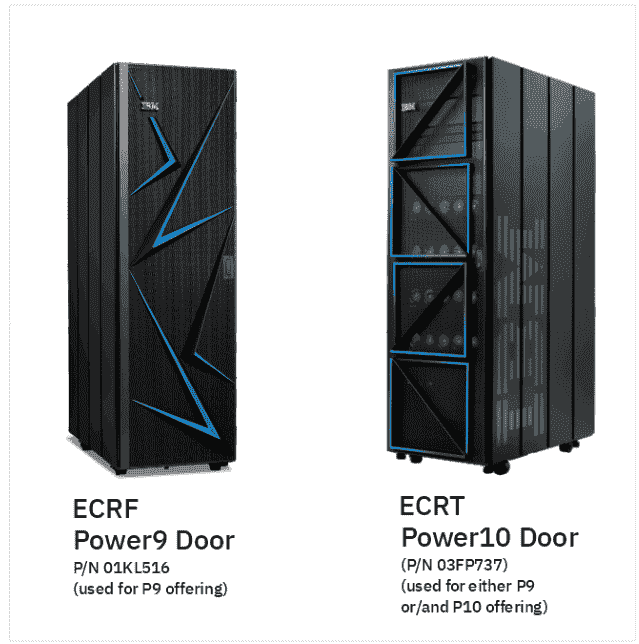 IBM
ECRF
Power9 Door
P/N 01KL516
(used for P9 offering)
IBM
IBM
ECRT
Power10 Door
(P/N 03FP737)
(used for either P9
or/and P10 offering)